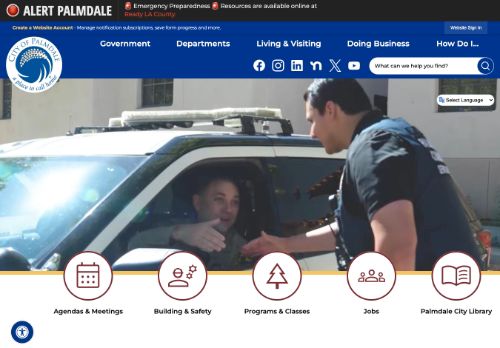 ALERT PALMDALE
🚨 Emergency Preparedness 🚨 Resources are available online at
Ready LA County.
Create a Website Account - Manage notification subscriptions, save form progress and more.
Website Sign In
CITY OF PALMDALE
a place to call home
Government
Departments
Living & Visiting
Doing Business
How Do I...
What can we help you find?
Select Language
Agendas & Meetings
Building & Safety
Programs & Classes
Jobs
Palmdale City Library